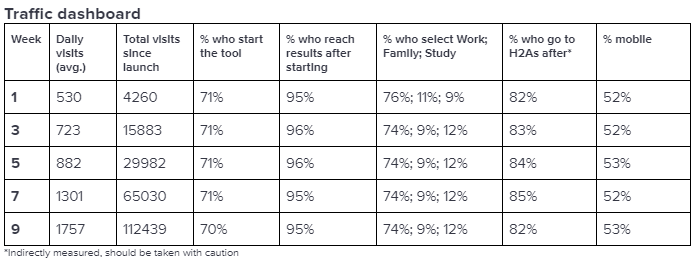 Traffic dashboard
Week Daily visits (avg.) Total visits since launch % who start the tool % who reach results after starting % who select Work; Family; Study % who go to H2As after* % mobile
1 530 4260 71% 95% 76%; 11%; 9% 82% 52%
3 723 15883 71% 96% 74%; 9%; 12% 83% 52%
5 882 29982 71% 96% 74%; 9%; 12% 84% 53%
7 1301 65030 71% 95% 74%; 9%; 12% 85% 52%
9 1757 112439 70% 95% 74%; 9%; 12% 82% 53%
*Indirectly measured, should be taken with caution